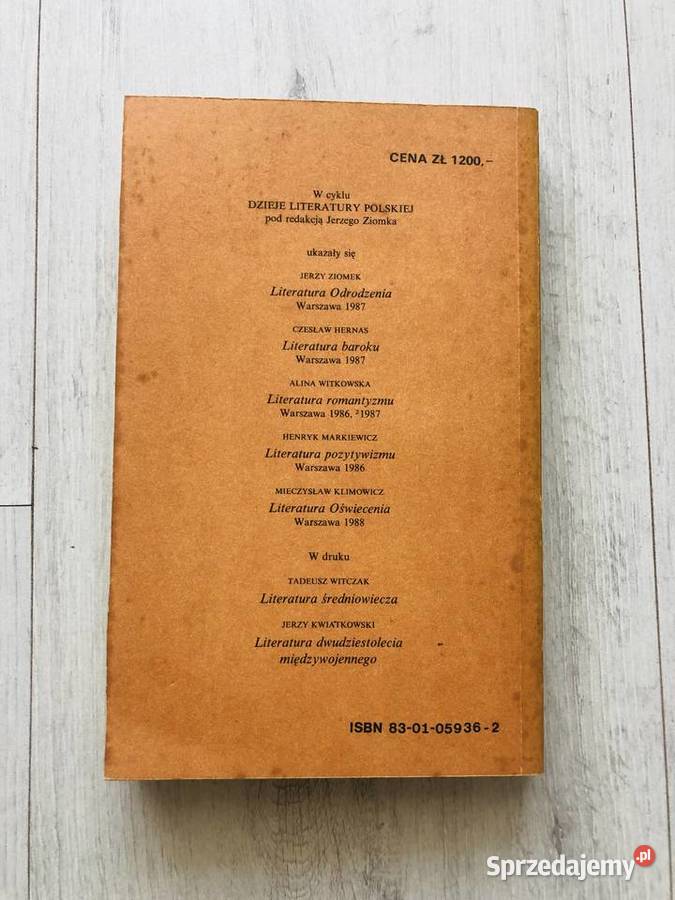 CENA ZŁ 1200,–
W cyklu
DZIEJE LITERATURY POLSKIEJ
pod redakcją Jerzego Ziomka
ukazały się
JERZY ZIOMEK
Literatura Odrodzenia
Warszawa 1987
CZESŁAW HERNAS
Literatura baroku
Warszawa 1987
ALINA WITKOWSKA
Literatura romantyzmu
Warszawa 1986, ²1987
HENRYK MARKIEWICZ
Literatura pozytywizmu
Warszawa 1986
MIECZYSŁAW KLIMOWICZ
Literatura Oświecenia
Warszawa 1988
W druku
TADEUSZ WITCZAK
Literatura średniowiecza
JERZY KWIATKOWSKI
Literatura dwudziestolecia
międzywojennego
ISBN 83-01-05936-2
Sprzedajemy.pl